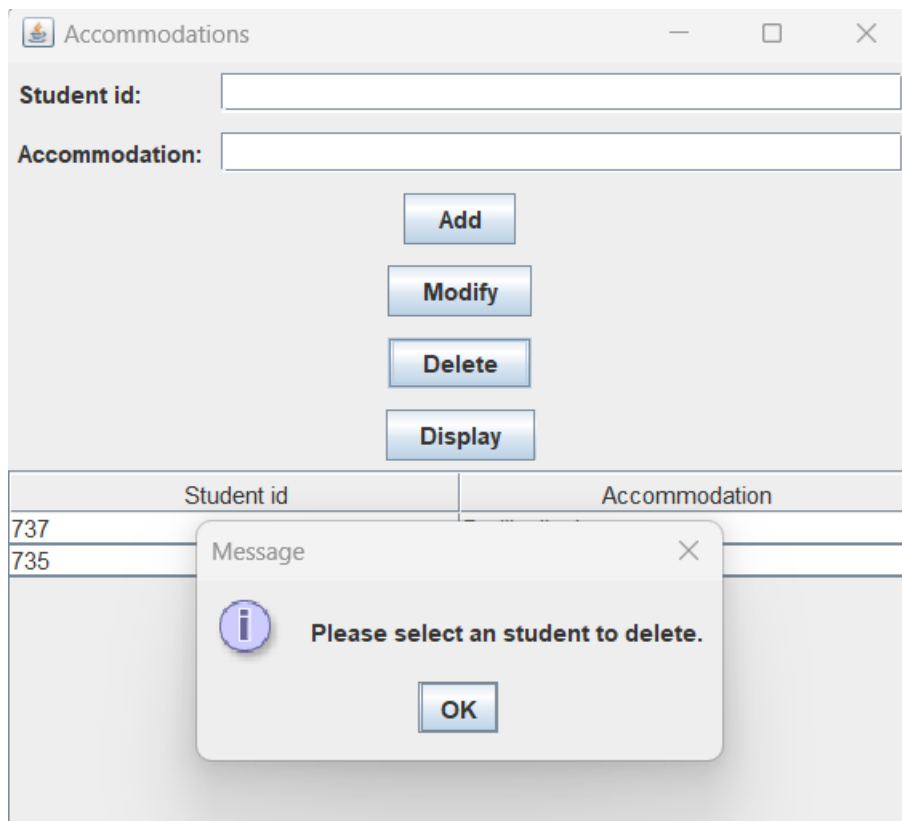 Accommodations
Student id:
Accommodation:
Add
Modify
Delete
Display
Student id Accommodation
737
735
Message
Please select an student to delete.
OK